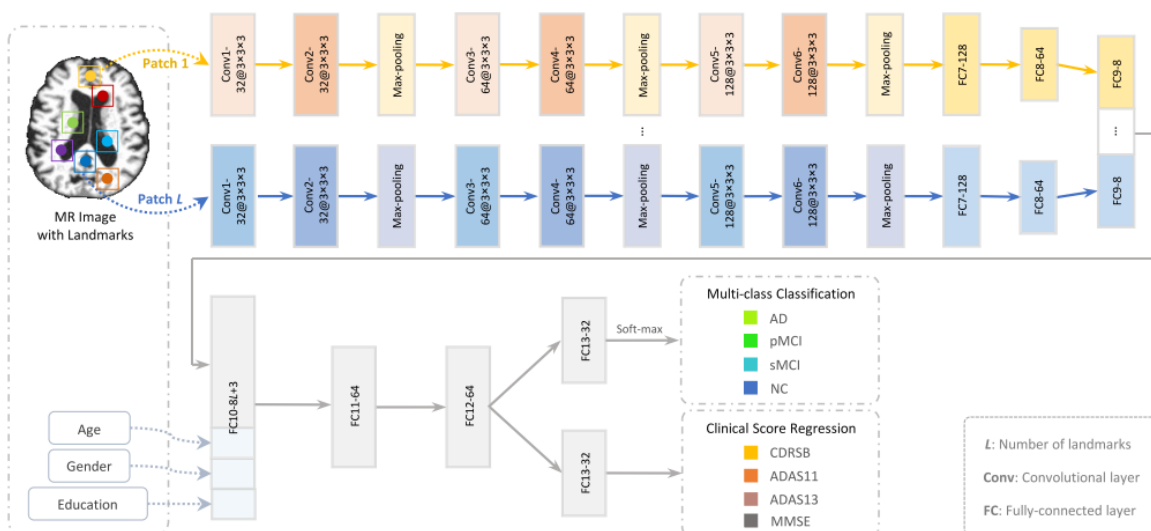 Patch 1
Conv1-
32@3×3×3
Conv2-
32@3×3×3
Max-pooling
Conv3-
64@3×3×3
Conv4-
64@3×3×3
Max-pooling
Conv5-
128@3×3×3
Conv6-
128@3×3×3
Max-pooling
FC7-128
FC8-64
FC9-8
...
...
Patch L
Conv1-
32@3×3×3
Conv2-
32@3×3×3
Max-pooling
Conv3-
64@3×3×3
Conv4-
64@3×3×3
Max-pooling
Conv5-
128@3×3×3
Conv6-
128@3×3×3
Max-pooling
FC7-128
FC8-64
FC9-8
MR Image
with Landmarks
FC10-8L+3
FC11-64
FC12-64
FC13-32
Soft-max
Multi-class Classification
AD
pMCI
sMCI
NC
Age
Gender
Education
FC13-32
Clinical Score Regression
CDRSB
ADAS11
ADAS13
MMSE
L: Number of landmarks
Conv: Convolutional layer
FC: Fully-connected layer